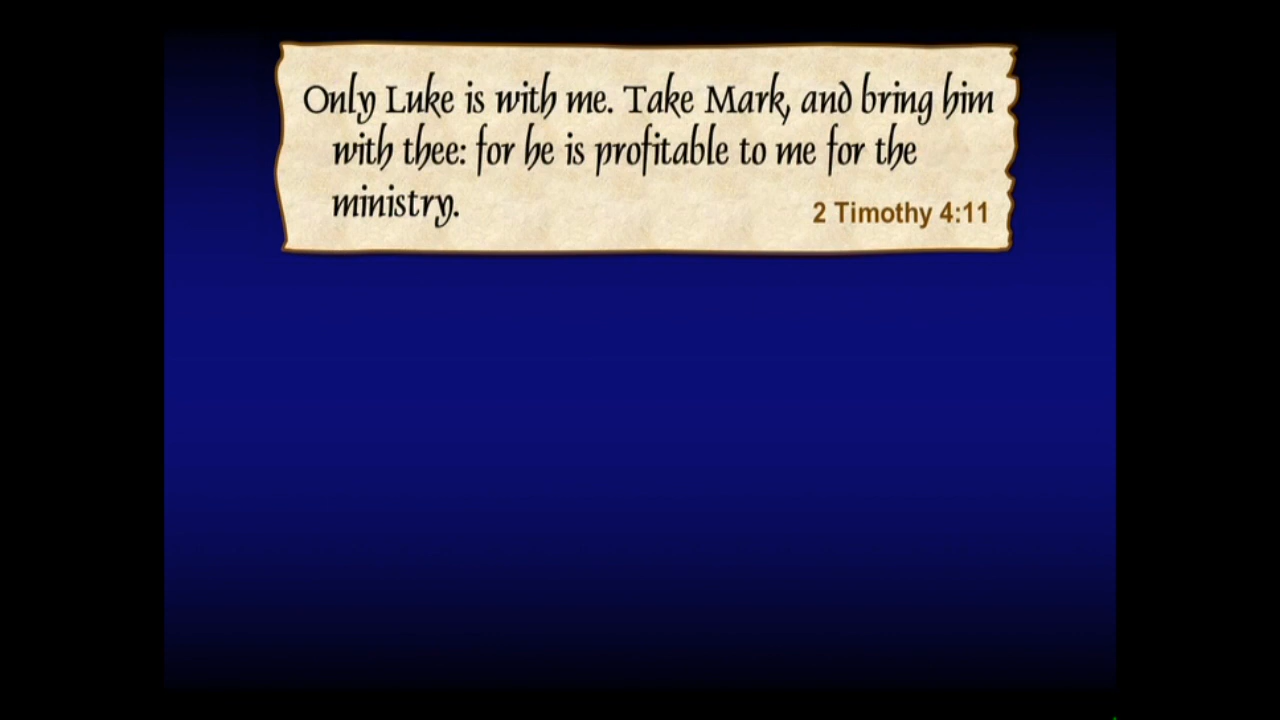 Only Luke is with me. Take Mark, and bring him
with thee: for he is profitable to me for the
ministry.
2 Timothy 4:11